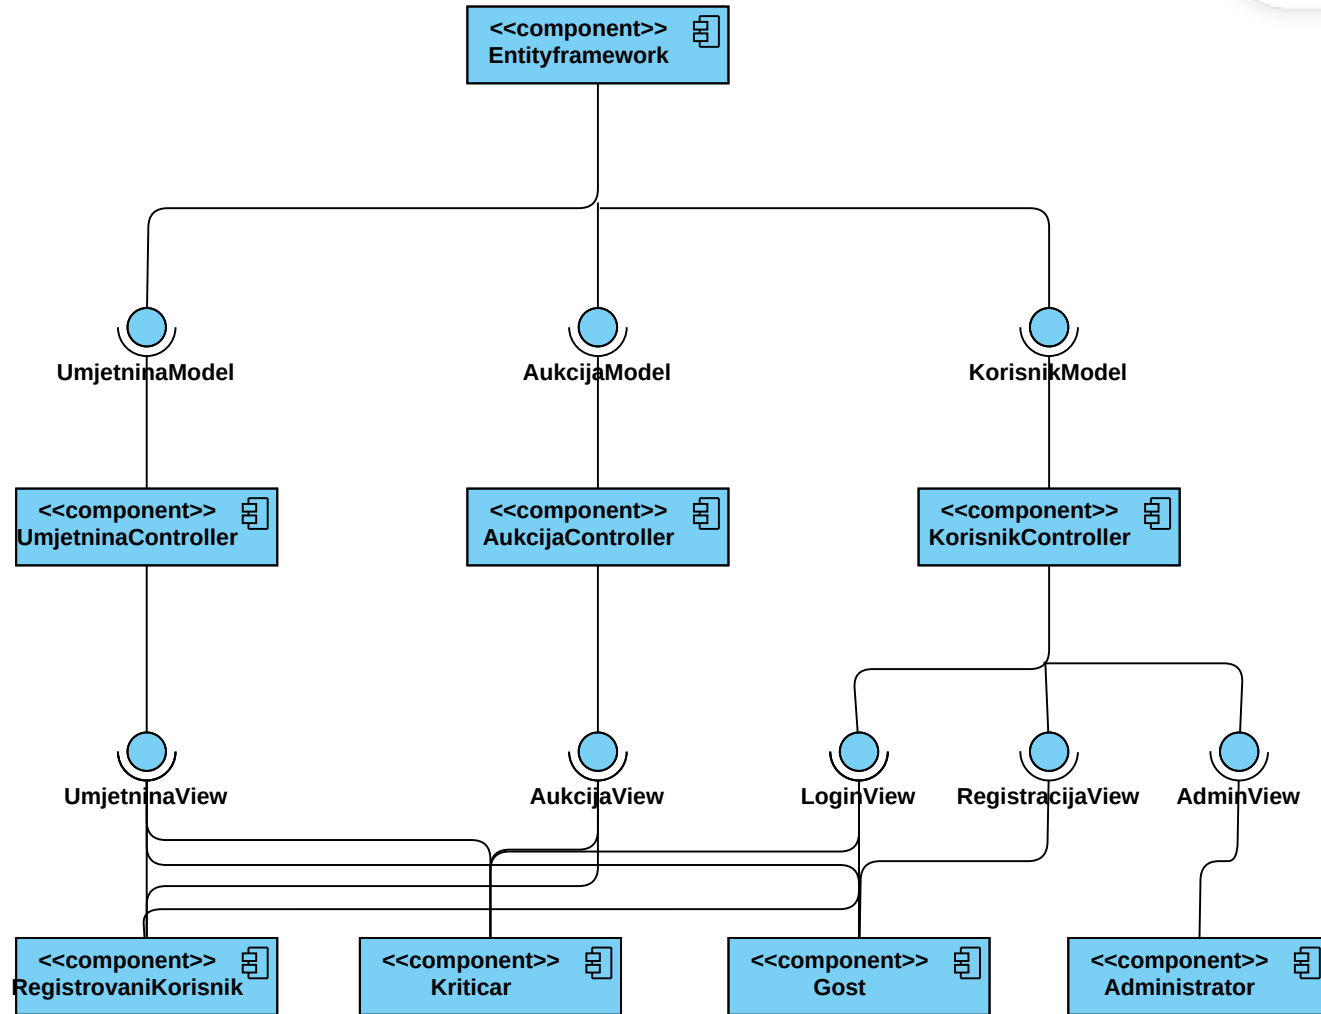 <<component>>
Entityframework
UmjetninaModel
AukcijaModel
KorisnikModel
<<component>>
UmjetninaController
<<component>>
AukcijaController
<<component>>
KorisnikController
UmjetninaView
AukcijaView
LoginView
RegistracijaView
AdminView
<<component>>
RegistrovaniKorisnik
<<component>>
Kriticar
<<component>>
Gost
<<component>>
Administrator